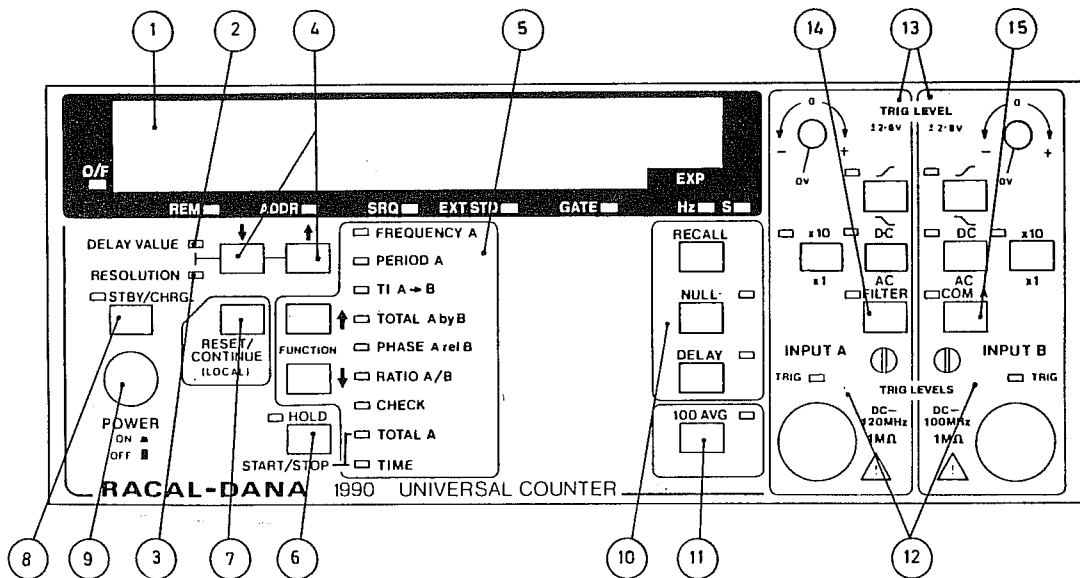 1 2 4 5 14 13 15
TRIG LEVEL
±2·6V ±2·6V
0 0
- + - +
0V 0V
O/F
EXP
REM ADDR SRQ EXT STD GATE Hz S
DELAY VALUE
↓ ↑
RESOLUTION
STBY/CHRG.
RESET/
CONTINUE
(LOCAL)
POWER
ON
OFF
FUNCTION
↑
↓
HOLD
START/STOP
FREQUENCY A
PERIOD A
TI A → B
TOTAL A by B
PHASE A rel B
RATIO A/B
CHECK
TOTAL A
TIME
RECALL
NULL
DELAY
100 AVG
x10 DC DC x10
x1 AC AC x1
FILTER COM A
INPUT A INPUT B
TRIG TRIG LEVELS TRIG
DC– DC–
120MHz 100MHz
1MΩ 1MΩ
! !
RACAL-DANA 1990 UNIVERSAL COUNTER
8 9 3 7 6 10 11 12